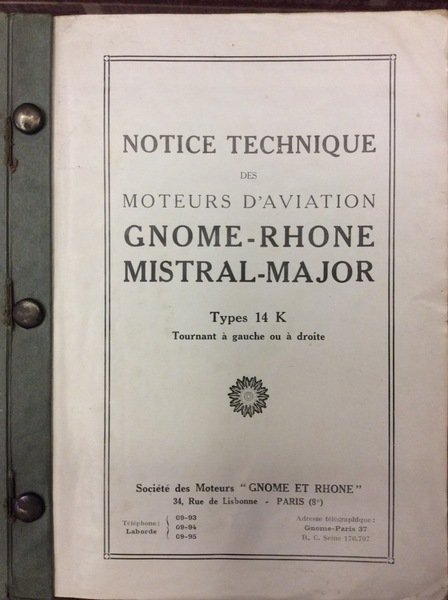 NOTICE TECHNIQUE
DES
MOTEURS D'AVIATION
GNOME-RHONE
MISTRAL-MAJOR
Types 14 K
Tournant à gauche ou à droite
Société des Moteurs "GNOME ET RHONE"
34, Rue de Lisbonne - PARIS (8e)
Téléphone: Laborde
09-93
09-94
09-95
Adresse télégraphique:
Gnome-Paris 37
R. C. Seine 170.707